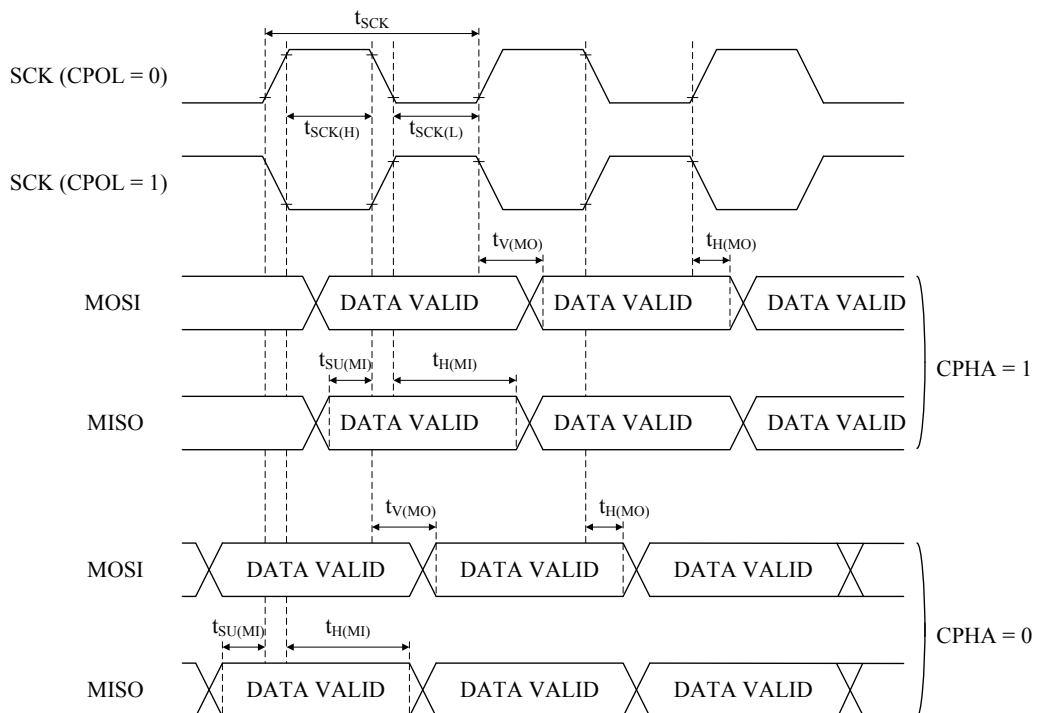 tSCK
SCK (CPOL = 0)
tSCK(H) tSCK(L)
SCK (CPOL = 1)
tV(MO) tH(MO)
MOSI DATA VALID DATA VALID DATA VALID
tSU(MI) tH(MI)
CPHA = 1
MISO DATA VALID DATA VALID DATA VALID
tV(MO) tH(MO)
MOSI DATA VALID DATA VALID DATA VALID
tSU(MI) tH(MI)
CPHA = 0
MISO DATA VALID DATA VALID DATA VALID